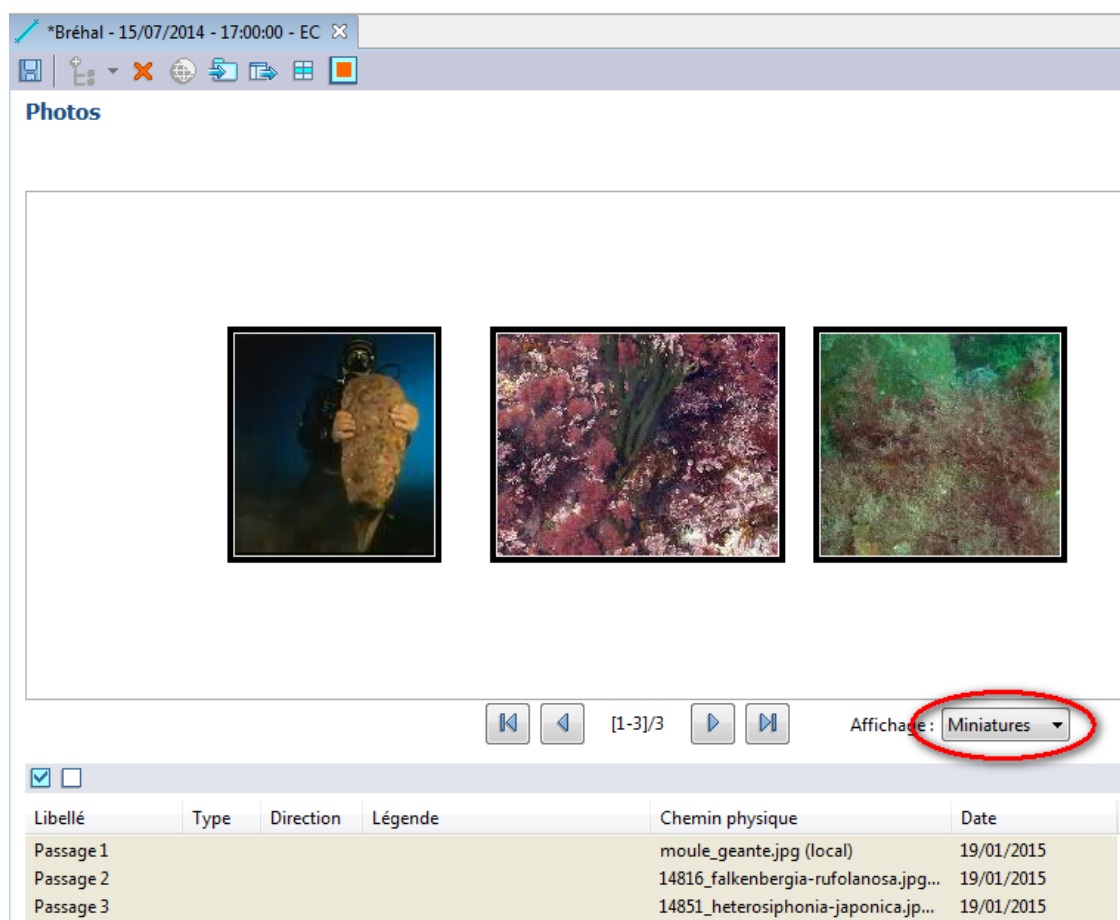 *Bréhal - 15/07/2014 - 17:00:00 - EC
Photos
[1-3]/3 Affichage : Miniatures
Libellé Type Direction Légende Chemin physique Date
Passage 1 moule_geante.jpg (local) 19/01/2015
Passage 2 14816_falkenbergia-rufolanosa.jpg... 19/01/2015
Passage 3 14851_heterosiphonia-japonica.jp... 19/01/2015